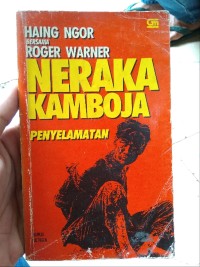 HAING NGOR
BERSAMA
ROGER WARNER
NERAKA
KAMBOJA
PENYELAMATAN